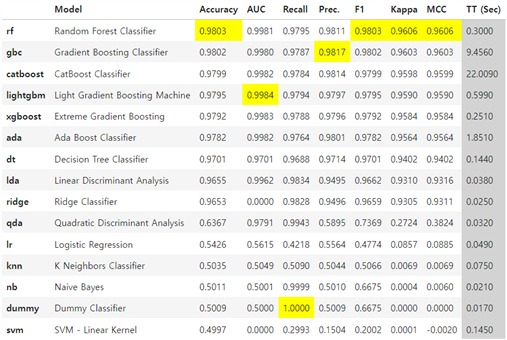 Model Accuracy AUC Recall Prec. F1 Kappa MCC TT (Sec)
rf Random Forest Classifier 0.9803 0.9981 0.9795 0.9811 0.9803 0.9606 0.9606 0.3000
gbc Gradient Boosting Classifier 0.9802 0.9980 0.9787 0.9817 0.9802 0.9603 0.9603 9.4560
catboost CatBoost Classifier 0.9799 0.9982 0.9784 0.9814 0.9799 0.9598 0.9599 22.0090
lightgbm Light Gradient Boosting Machine 0.9795 0.9984 0.9794 0.9797 0.9795 0.9590 0.9590 0.5990
xgboost Extreme Gradient Boosting 0.9792 0.9983 0.9788 0.9796 0.9792 0.9584 0.9584 0.2510
ada Ada Boost Classifier 0.9782 0.9982 0.9764 0.9801 0.9782 0.9564 0.9564 1.8510
dt Decision Tree Classifier 0.9701 0.9701 0.9688 0.9714 0.9701 0.9402 0.9402 0.1440
lda Linear Discriminant Analysis 0.9655 0.9962 0.9834 0.9495 0.9662 0.9310 0.9316 0.0380
ridge Ridge Classifier 0.9653 0.0000 0.9828 0.9496 0.9659 0.9305 0.9311 0.0250
qda Quadratic Discriminant Analysis 0.6367 0.9791 0.9943 0.5895 0.7369 0.2724 0.3824 0.0320
lr Logistic Regression 0.5426 0.5615 0.4218 0.5564 0.4774 0.0857 0.0885 0.0490
knn K Neighbors Classifier 0.5035 0.5049 0.5090 0.5044 0.5066 0.0069 0.0069 0.0750
nb Naive Bayes 0.5011 0.5001 0.9999 0.5010 0.6675 0.0004 0.0060 0.0210
dummy Dummy Classifier 0.5009 0.5000 1.0000 0.5009 0.6675 0.0000 0.0000 0.0170
svm SVM - Linear Kernel 0.4997 0.0000 0.2993 0.1504 0.2002 0.0001 -0.0020 0.1450